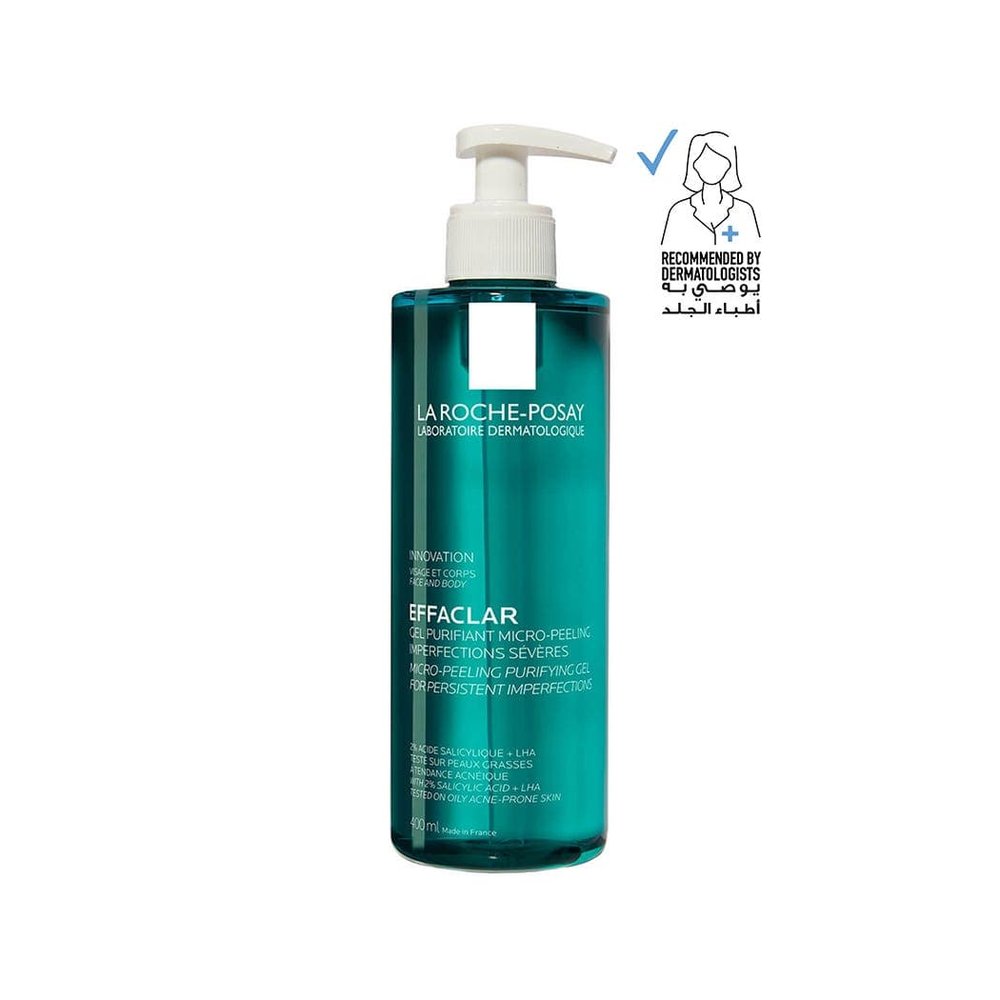 RECOMMENDED BY
DERMATOLOGISTS
يوصي به
أطباء الجلد
LA ROCHE-POSAY
LABORATOIRE DERMATOLOGIQUE
INNOVATION
VISAGE ET CORPS
FACE AND BODY
EFFACLAR
GEL PURIFIANT MICRO-PEELING
IMPERFECTIONS SÉVÈRES
MICRO-PEELING PURIFYING GEL
FOR PERSISTENT IMPERFECTIONS
2% ACIDE SALICYLIQUE + LHA
TESTÉ SUR PEAUX GRASSES
À TENDANCE ACNÉIQUE
WITH 2% SALICYLIC ACID + LHA
TESTED ON OILY ACNE-PRONE SKIN
400 ml Made in France